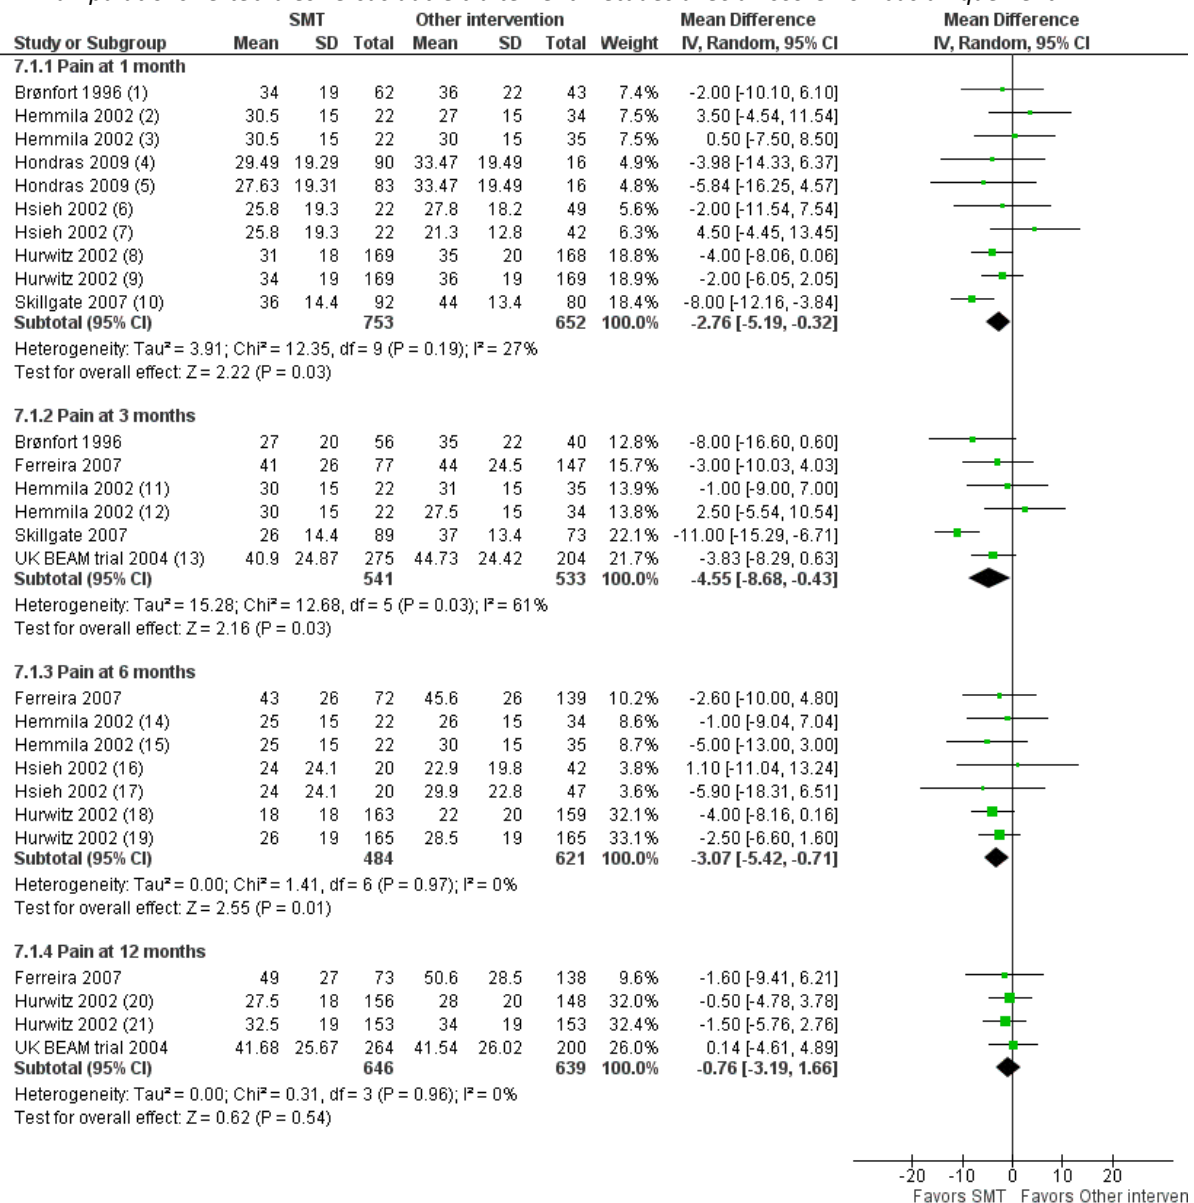 SMT Other intervention Mean Difference Mean Difference
Study or Subgroup Mean SD Total Mean SD Total Weight IV, Random, 95% CI IV, Random, 95% CI
7.1.1 Pain at 1 month
Brønfort 1996 (1) 34 19 62 36 22 43 7.4% -2.00 [-10.10, 6.10]
Hemmila 2002 (2) 30.5 15 22 27 15 34 7.5% 3.50 [-4.54, 11.54]
Hemmila 2002 (3) 30.5 15 22 30 15 35 7.5% 0.50 [-7.50, 8.50]
Hondras 2009 (4) 29.49 19.29 90 33.47 19.49 16 4.9% -3.98 [-14.33, 6.37]
Hondras 2009 (5) 27.63 19.31 83 33.47 19.49 16 4.8% -5.84 [-16.25, 4.57]
Hsieh 2002 (6) 25.8 19.3 22 27.8 18.2 49 5.6% -2.00 [-11.54, 7.54]
Hsieh 2002 (7) 25.8 19.3 22 21.3 12.8 42 6.3% 4.50 [-4.45, 13.45]
Hurwitz 2002 (8) 31 18 169 35 20 168 18.8% -4.00 [-8.06, 0.06]
Hurwitz 2002 (9) 34 19 169 36 19 169 18.9% -2.00 [-6.05, 2.05]
Skillgate 2007 (10) 36 14.4 92 44 13.4 80 18.4% -8.00 [-12.16, -3.84]
Subtotal (95% CI) 753 652 100.0% -2.76 [-5.19, -0.32]
Heterogeneity: Tau² = 3.91; Chi² = 12.35, df = 9 (P = 0.19); I² = 27%
Test for overall effect: Z = 2.22 (P = 0.03)
7.1.2 Pain at 3 months
Brønfort 1996 27 20 56 35 22 40 12.8% -8.00 [-16.60, 0.60]
Ferreira 2007 41 26 77 44 24.5 147 15.7% -3.00 [-10.03, 4.03]
Hemmila 2002 (11) 30 15 22 31 15 35 13.9% -1.00 [-9.00, 7.00]
Hemmila 2002 (12) 30 15 22 27.5 15 34 13.8% 2.50 [-5.54, 10.54]
Skillgate 2007 26 14.4 89 37 13.4 73 22.1% -11.00 [-15.29, -6.71]
UK BEAM trial 2004 (13) 40.9 24.87 275 44.73 24.42 204 21.7% -3.83 [-8.29, 0.63]
Subtotal (95% CI) 541 533 100.0% -4.55 [-8.68, -0.43]
Heterogeneity: Tau² = 15.28; Chi² = 12.68, df = 5 (P = 0.03); I² = 61%
Test for overall effect: Z = 2.16 (P = 0.03)
7.1.3 Pain at 6 months
Ferreira 2007 43 26 72 45.6 26 139 10.2% -2.60 [-10.00, 4.80]
Hemmila 2002 (14) 25 15 22 26 15 34 8.6% -1.00 [-9.04, 7.04]
Hemmila 2002 (15) 25 15 22 30 15 35 8.7% -5.00 [-13.00, 3.00]
Hsieh 2002 (16) 24 24.1 20 22.9 19.8 42 3.8% 1.10 [-11.04, 13.24]
Hsieh 2002 (17) 24 24.1 20 29.9 22.8 47 3.6% -5.90 [-18.31, 6.51]
Hurwitz 2002 (18) 18 18 163 22 20 159 32.1% -4.00 [-8.16, 0.16]
Hurwitz 2002 (19) 26 19 165 28.5 19 165 33.1% -2.50 [-6.60, 1.60]
Subtotal (95% CI) 484 621 100.0% -3.07 [-5.42, -0.71]
Heterogeneity: Tau² = 0.00; Chi² = 1.41, df = 6 (P = 0.97); I² = 0%
Test for overall effect: Z = 2.55 (P = 0.01)
7.1.4 Pain at 12 months
Ferreira 2007 49 27 73 50.6 28.5 138 9.6% -1.60 [-9.41, 6.21]
Hurwitz 2002 (20) 27.5 18 156 28 20 148 32.0% -0.50 [-4.78, 3.78]
Hurwitz 2002 (21) 32.5 19 153 34 19 153 32.4% -1.50 [-5.76, 2.76]
UK BEAM trial 2004 41.68 25.67 264 41.54 26.02 200 26.0% 0.14 [-4.61, 4.89]
Subtotal (95% CI) 646 639 100.0% -0.76 [-3.19, 1.66]
Heterogeneity: Tau² = 0.00; Chi² = 0.31, df = 3 (P = 0.96); I² = 0%
Test for overall effect: Z = 0.62 (P = 0.54)
-20 -10 0 10 20
Favors SMT Favors Other interven